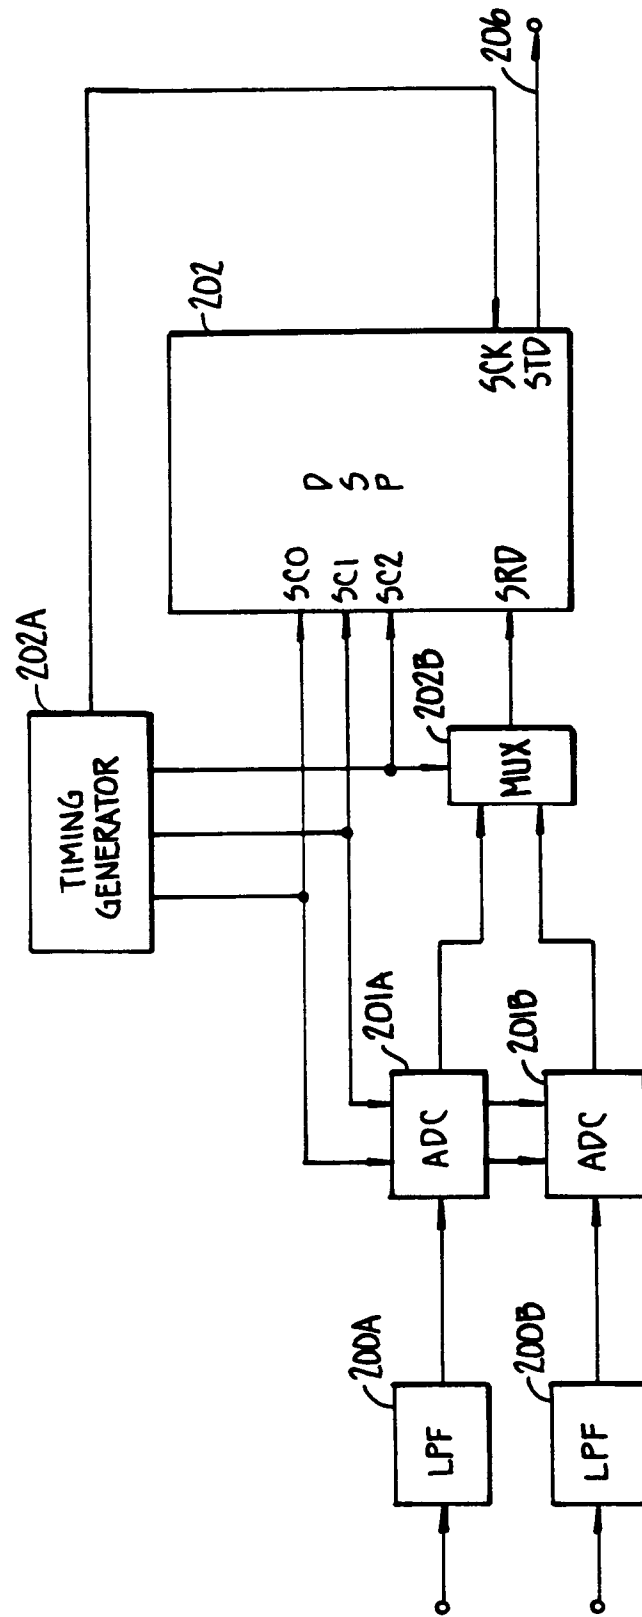 202A
TIMING
GENERATOR
202
SC0
SC1
SC2
SRD
D
S
P
SCK
STD
206
202B
MUX
201A
ADC
201B
ADC
200A
LPF
200B
LPF